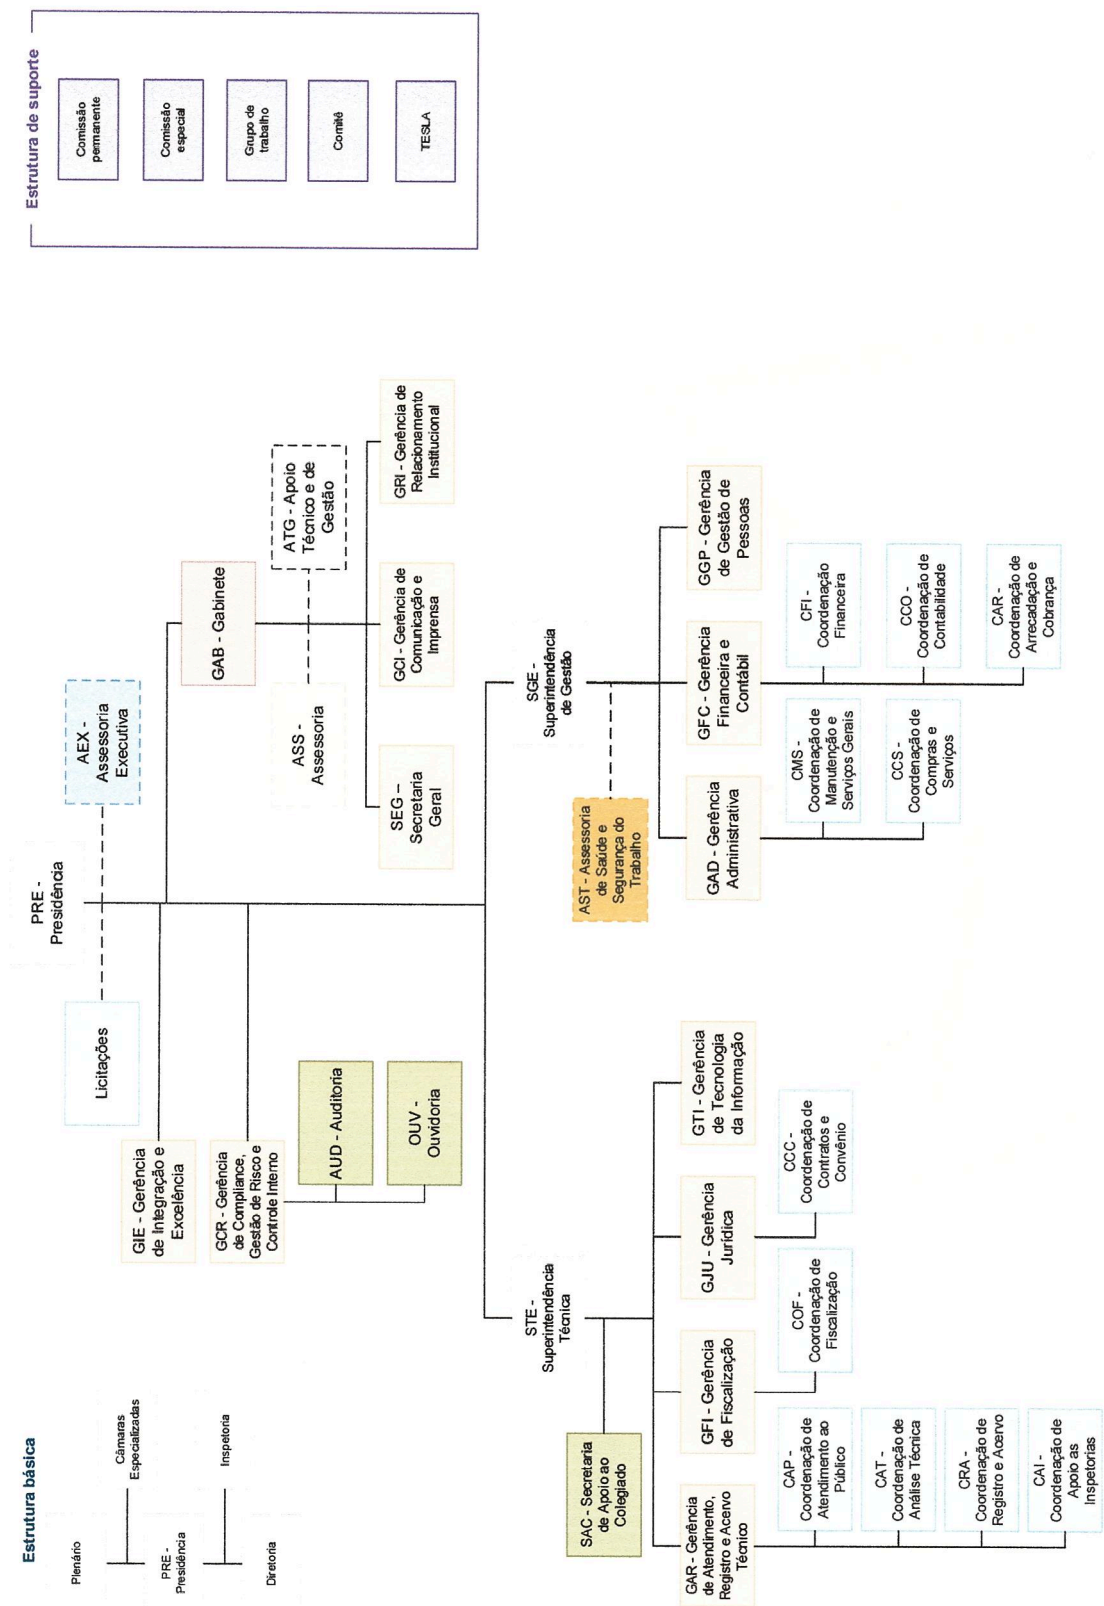 Estrutura básica
Plenário
Câmaras
Especializadas
PRE -
Presidência
Inspetoria
Diretoria
PRE -
Presidência
Licitações
AEX -
Assessoria
Executiva
GIE - Gerência
de Integração e
Excelência
GCR - Gerência
de Compliance,
Gestão de Risco e
Controle Interno
AUD - Auditoria
OUV -
Ouvidoria
GAB - Gabinete
ASS -
Assessoria
ATG - Apoio
Técnico e de
Gestão
SEG –
Secretaria
Geral
GCI - Gerência de
Comunicação e
Imprensa
GRI - Gerência de
Relacionamento
Institucional
STE -
Superintendência
Técnica
SAC - Secretaria
de Apoio ao
Colegiado
GAR - Gerência
de Atendimento,
Registro e Acervo
Técnico
CAP -
Coordenação de
Atendimento ao
Público
CAT -
Coordenação de
Análise Técnica
CRA -
Coordenação de
Registro e Acervo
CAI -
Coordenação de
Apoio as
Inspetorias
GFI - Gerência
de Fiscalização
COF -
Coordenação de
Fiscalização
GJU - Gerência
Jurídica
CCC -
Coordenação de
Contratos e
Convênio
GTI - Gerência
de Tecnologia
da Informação
SGE -
Superintendência
de Gestão
AST - Assessoria
de Saúde e
Segurança do
Trabalho
GAD - Gerência
Administrativa
CMS -
Coordenação de
Manutenção e
Serviços Gerais
CCS -
Coordenação de
Compras e
Serviços
GFC - Gerência
Financeira e
Contábil
CFI -
Coordenação
Financeira
CCO -
Coordenação de
Contabilidade
CAR -
Coordenação de
Arrecadação e
Cobrança
GGP - Gerência
de Gestão de
Pessoas
Estrutura de suporte
Comissão
permanente
Comissão
especial
Grupo de
trabalho
Comitê
TESLA